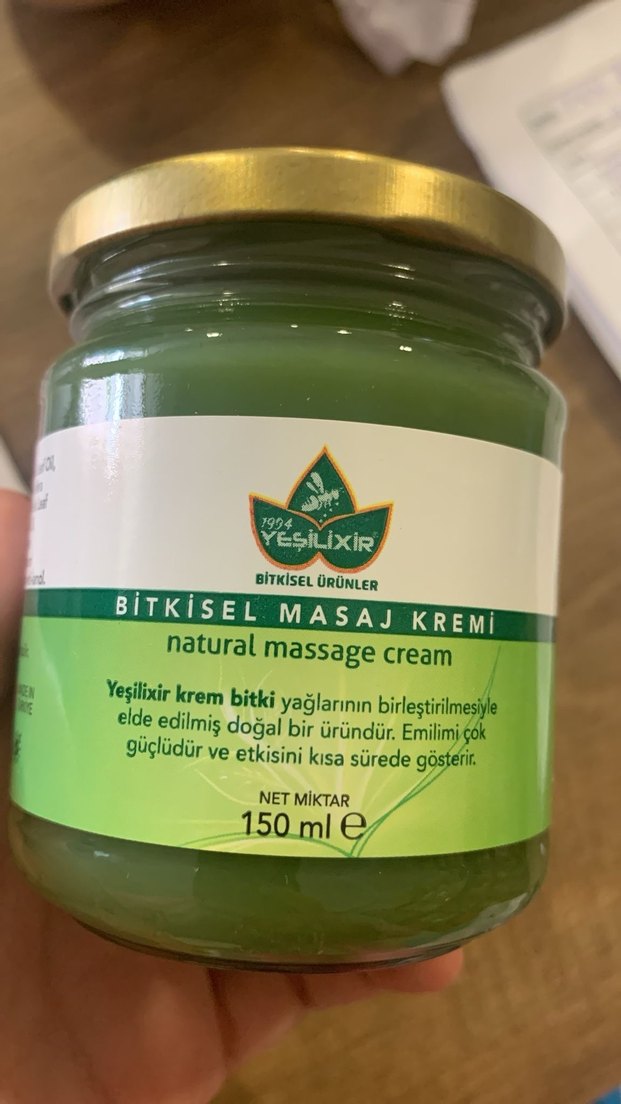 1994
YEŞİLİXİR
BİTKİSEL ÜRÜNLER
BİTKİSEL MASAJ KREMİ
natural massage cream
Yeşilixir krem bitki yağlarının birleştirilmesiyle
elde edilmiş doğal bir üründür. Emilimi çok
güçlüdür ve etkisini kısa sürede gösterir.
NET MİKTAR
150 ml ℮
Oil,